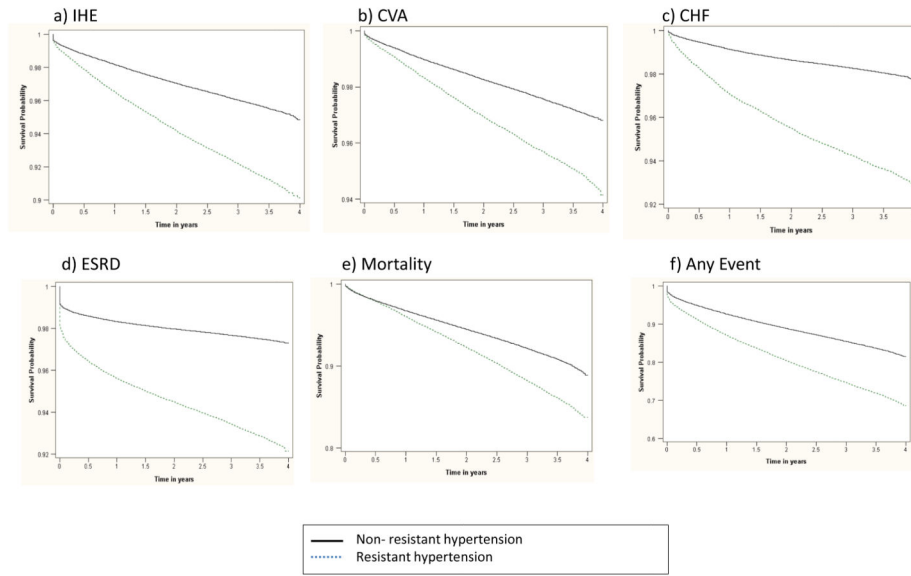 a) IHE
b) CVA
c) CHF
1
0.98
0.96
0.94
0.92
0.9
Survival Probability
0 0.5 1 1.5 2 2.5 3 3.5 4
Time in years
1
0.98
0.96
0.94
Survival Probability
0 0.5 1 1.5 2 2.5 3 3.5 4
Time in years
1
0.98
0.96
0.94
0.92
Survival Probability
0 0.5 1 1.5 2 2.5 3 3.5
Time in years
d) ESRD
e) Mortality
f) Any Event
1
0.98
0.96
0.94
0.92
Survival Probability
0 0.5 1 1.5 2 2.5 3 3.5 4
Time in years
1
0.9
0.8
Survival Probability
0 0.5 1 1.5 2 2.5 3 3.5 4
Time in years
1
0.9
0.8
0.7
0.6
Survival Probability
0 0.5 1 1.5 2 2.5 3 3.5 4
Time in years
Non- resistant hypertension
Resistant hypertension